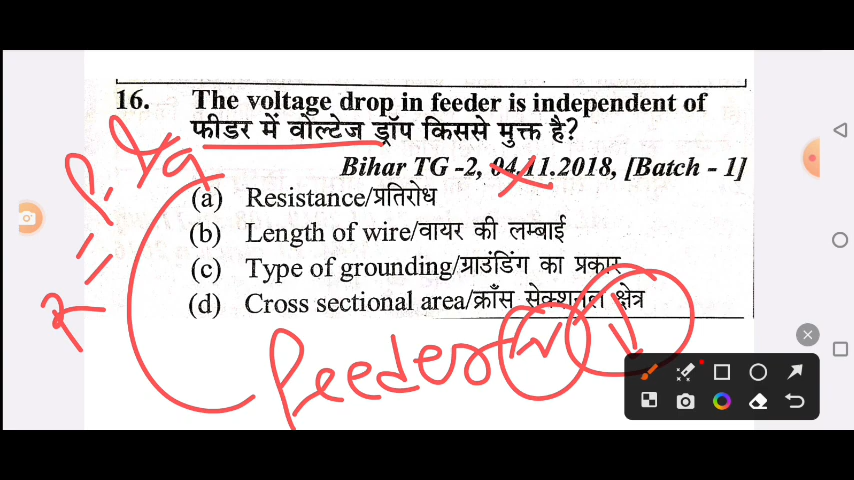 16. The voltage drop in feeder is independent of
फीडर में वोल्टेज ड्रॉप किससे मुक्त है?
Bihar TG -2, 04.11.2018, [Batch - 1]
(a) Resistance/प्रतिरोध
(b) Length of wire/वायर की लम्बाई
(c) Type of grounding/ग्राउंडिंग का प्रकार
(d) Cross sectional area/क्रॉस सेक्शनल क्षेत्र
feeder